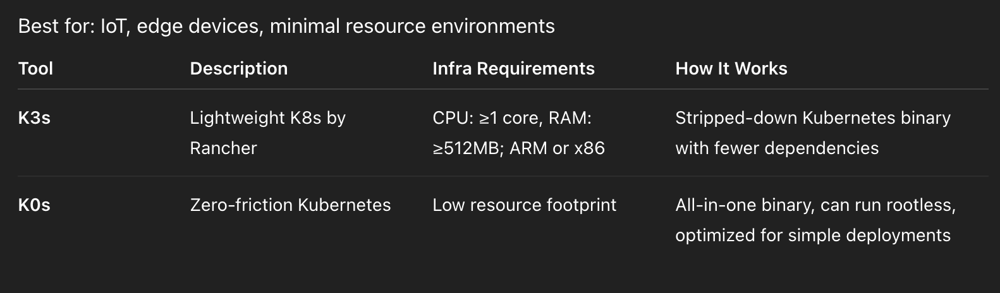 Best for: IoT, edge devices, minimal resource environments
Tool Description Infra Requirements How It Works
K3s Lightweight K8s by CPU: ≥1 core, RAM: Stripped-down Kubernetes binary
Rancher ≥512MB; ARM or x86 with fewer dependencies
K0s Zero-friction Kubernetes Low resource footprint All-in-one binary, can run rootless,
optimized for simple deployments